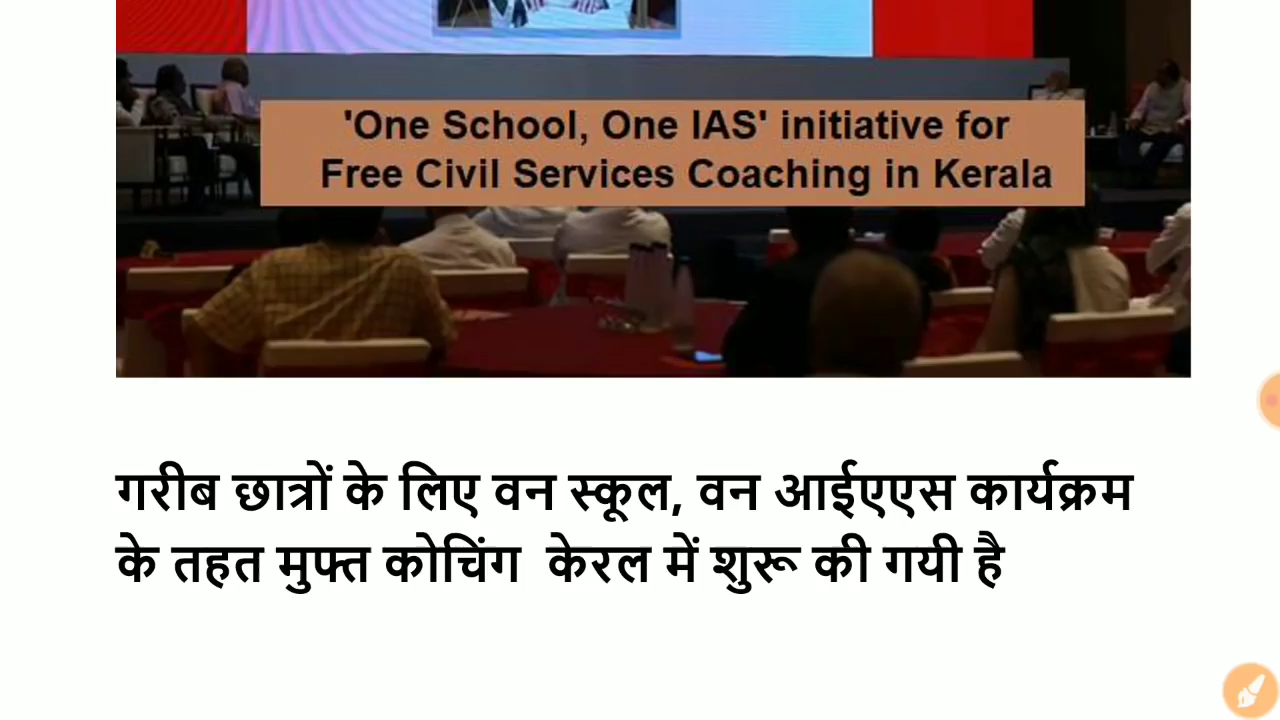 'One School, One IAS' initiative for
Free Civil Services Coaching in Kerala
गरीब छात्रों के लिए वन स्कूल, वन आईएएस कार्यक्रम
के तहत मुफ्त कोचिंग केरल में शुरू की गयी है